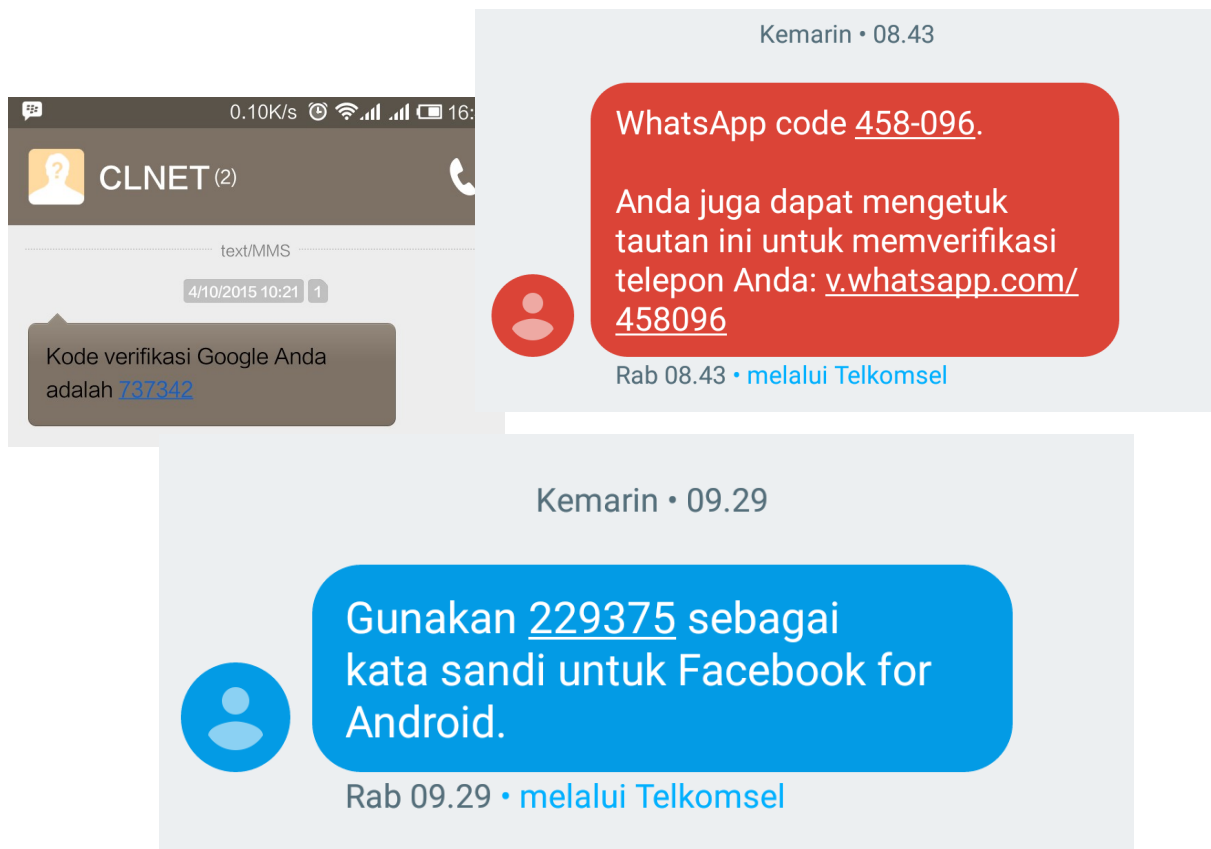 Kemarin • 08.43
WhatsApp code 458-096.
Anda juga dapat mengetuk
tautan ini untuk memverifikasi
telepon Anda: v.whatsapp.com/
458096
Rab 08.43 • melalui Telkomsel
0.10K/s 16:
CLNET (2)
text/MMS
4/10/2015 10:21 1
Kode verifikasi Google Anda
adalah 737342
Kemarin • 09.29
Gunakan 229375 sebagai
kata sandi untuk Facebook for
Android.
Rab 09.29 • melalui Telkomsel